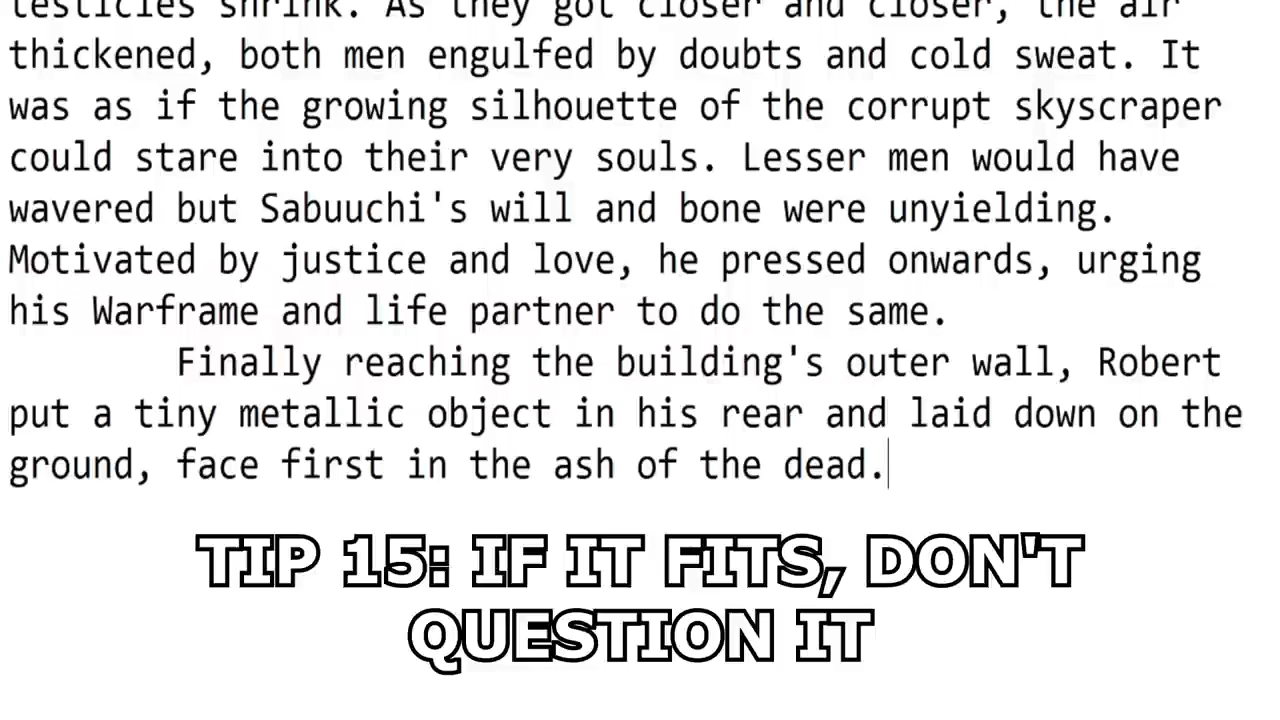 testicles shrink. As they got closer and closer, the air
thickened, both men engulfed by doubts and cold sweat. It
was as if the growing silhouette of the corrupt skyscraper
could stare into their very souls. Lesser men would have
wavered but Sabuuchi's will and bone were unyielding.
Motivated by justice and love, he pressed onwards, urging
his Warframe and life partner to do the same.
Finally reaching the building's outer wall, Robert
put a tiny metallic object in his rear and laid down on the
ground, face first in the ash of the dead.
TIP 15: IF IT FITS, DON'T
QUESTION IT